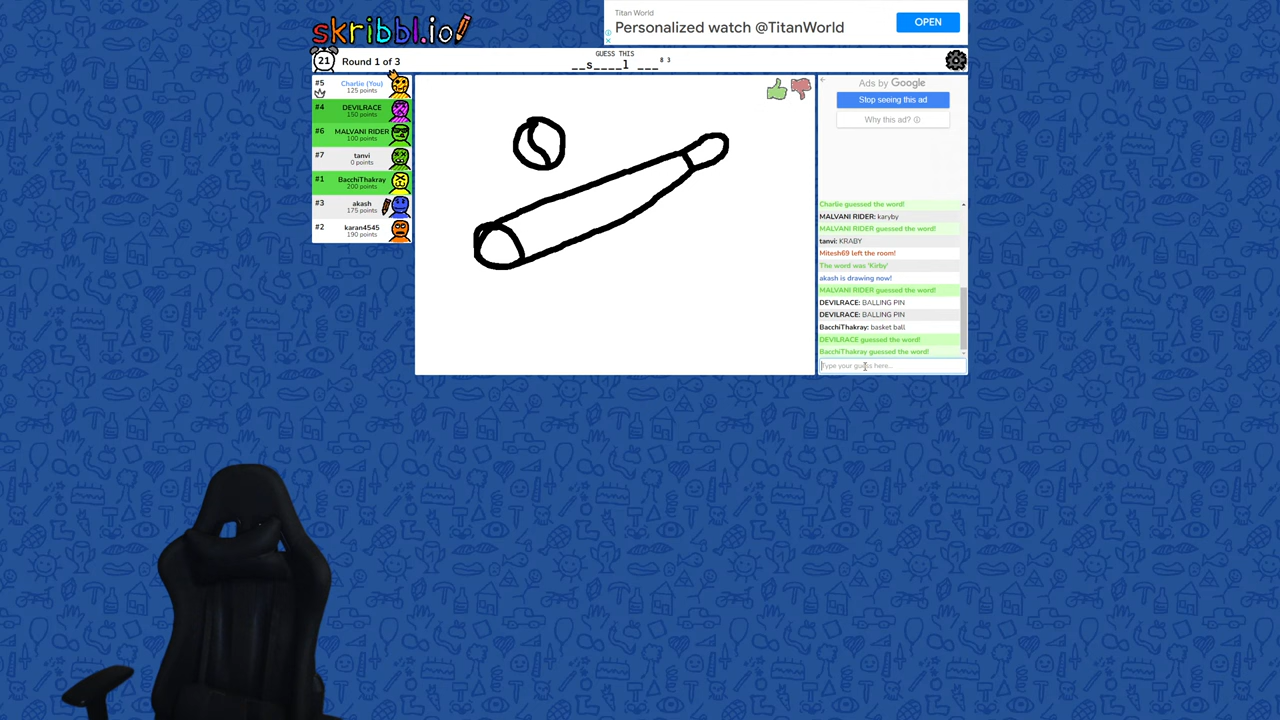 skribbl.io
Titan World
Personalized watch @TitanWorld
OPEN
21
Round 1 of 3
GUESS THIS
__s____l ___ 8 3
#5
Charlie (You)
125 points
#4
DEVILRACE
150 points
#6
MALVANI RIDER
100 points
#7
tanvi
0 points
#1
BacchiThakray
200 points
#3
akash
175 points
#2
karan4545
190 points
Ads by Google
Stop seeing this ad
Why this ad?
Charlie guessed the word!
MALVANI RIDER: karyby
MALVANI RIDER guessed the word!
tanvi: KRABY
Mitesh69 left the room!
The word was 'Kirby'
akash is drawing now!
MALVANI RIDER guessed the word!
DEVILRACE: BALLING PIN
DEVILRACE: BALLING PIN
BacchiThakray: basket ball
DEVILRACE guessed the word!
BacchiThakray guessed the word!
Type your guess here...